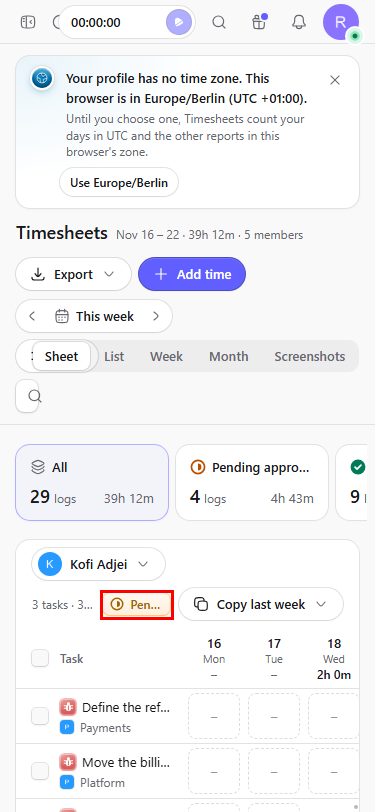 00:00:00
R
Your profile has no time zone. This
browser is in Europe/Berlin (UTC +01:00).
Until you choose one, Timesheets count your
days in UTC and the other reports in this
browser's zone.
Use Europe/Berlin
Timesheets Nov 16 – 22 · 39h 12m · 5 members
Export
Add time
This week
Sheet List Week Month Screenshots
All
29 logs 39h 12m
Pending appro...
4 logs 4h 43m
9
K Kofi Adjei
3 tasks · 3...
Pen...
Copy last week
Task
16 Mon –
17 Tue –
18 Wed 2h 0m
Define the ref...
P Payments
– – –
Move the billi...
P Platform
– – –